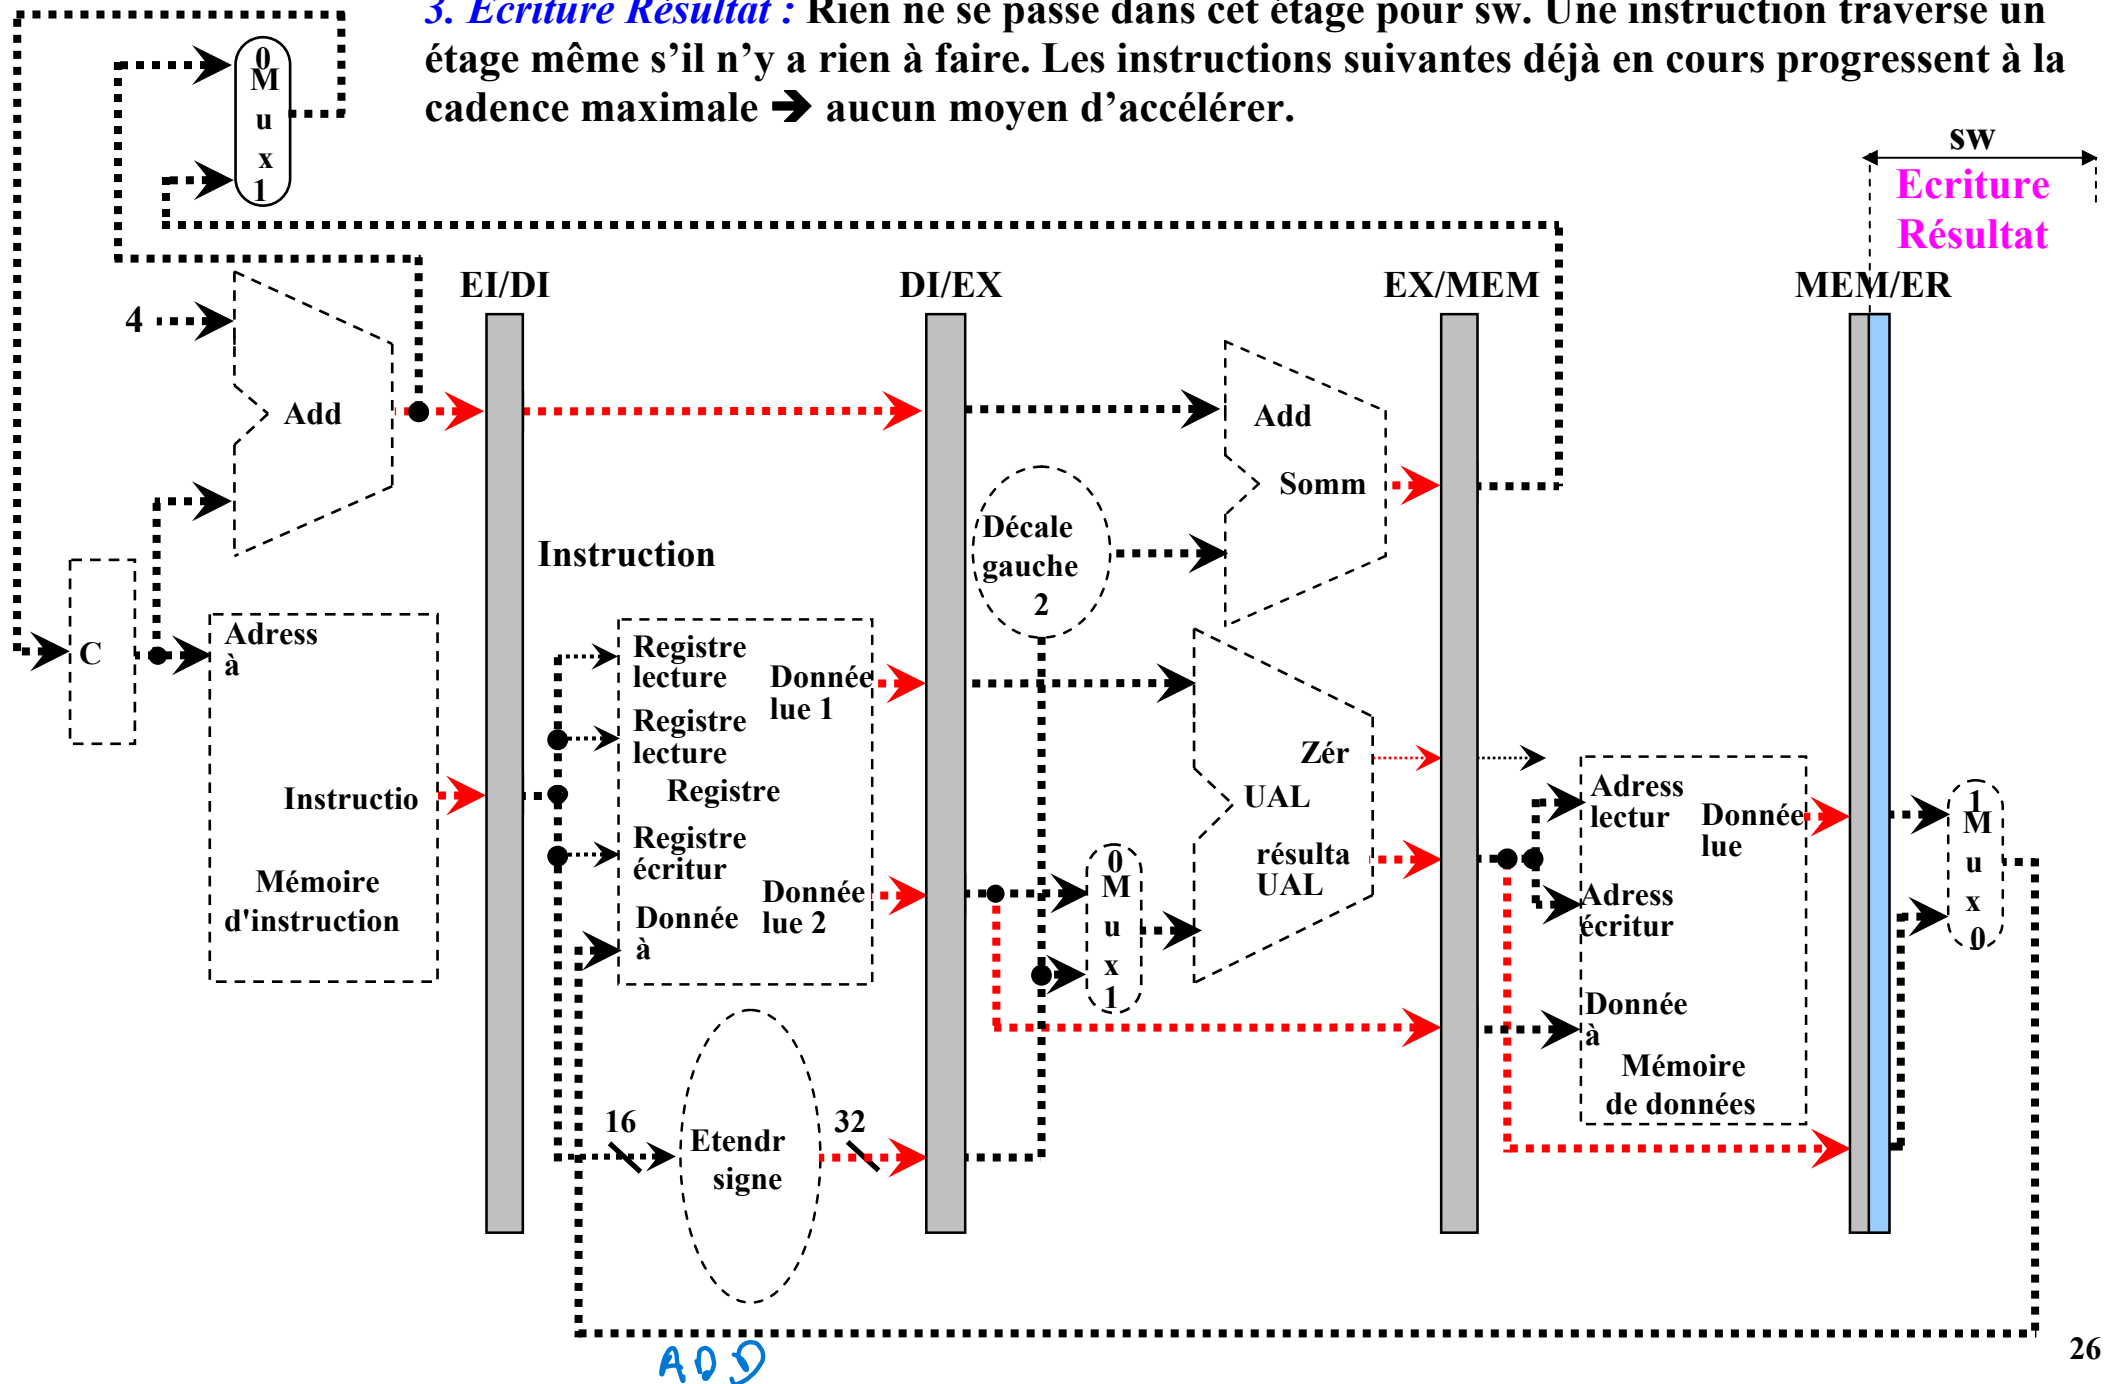 3. Ecriture Résultat : Rien ne se passe dans cet étage pour sw. Une instruction traverse un
étage même s’il n’y a rien à faire. Les instructions suivantes déjà en cours progressent à la
cadence maximale ➔ aucun moyen d’accélérer.
0
M
u
x
1
sw
Ecriture
Résultat
EI/DI
DI/EX
EX/MEM
MEM/ER
4
Add
Add
Somm
Décale
gauche
2
Instruction
C
Adress
à
Instructio
Mémoire
d'instruction
Registre
lecture
Registre
lecture
Registre
Registre
écritur
Donnée
à
Donnée
lue 1
Donnée
lue 2
0
M
u
x
1
Zér
UAL
résulta
UAL
Adress
lectur
Donnée
lue
Adress
écritur
Donnée
à
Mémoire
de données
1
M
u
x
0
16
Etendr
signe
32
ADD
26